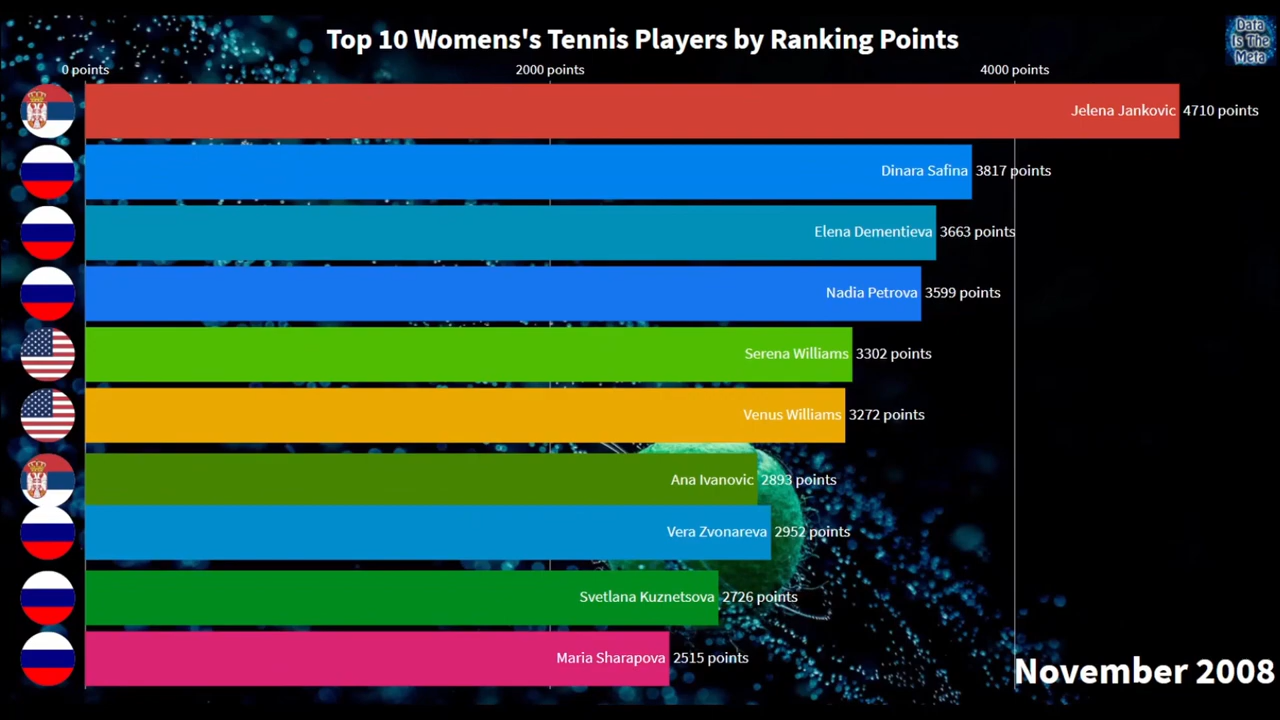 Top 10 Womens's Tennis Players by Ranking Points
Data
Is The
Meta
0 points 2000 points 4000 points
Jelena Jankovic 4710 points
Dinara Safina 3817 points
Elena Dementieva 3663 points
Nadia Petrova 3599 points
Serena Williams 3302 points
Venus Williams 3272 points
Ana Ivanovic 2893 points
Vera Zvonareva 2952 points
Svetlana Kuznetsova 2726 points
Maria Sharapova 2515 points
November 2008